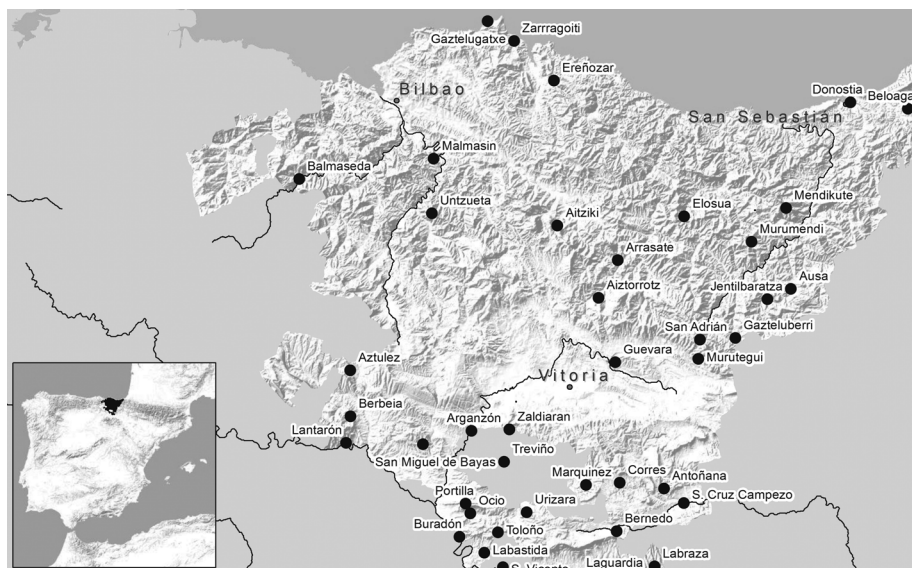 Zarrragoiti
Gaztelugatxe
Ereñozar
Bilbao
Donostia
Beloaga
San Sebastián
Malmasin
Balmaseda
Untzueta
Aitziki
Elosua
Mendikute
Murumendi
Arrasate
Aiztorrotz
Ausa
Jentilbaratza
San Adrián
Gazteluberri
Murutegui
Guevara
Vitoria
Aztulez
Berbeia
Lantarón
Arganzón
Zaldiaran
San Miguel de Bayas
Treviño
Marquinez
Corres
Antoñana
S. Cruz Campezo
Portilla
Ocio
Urizara
Buradón
Toloño
Bernedo
Labastida
S. Vicente
Laguardia
Labraza